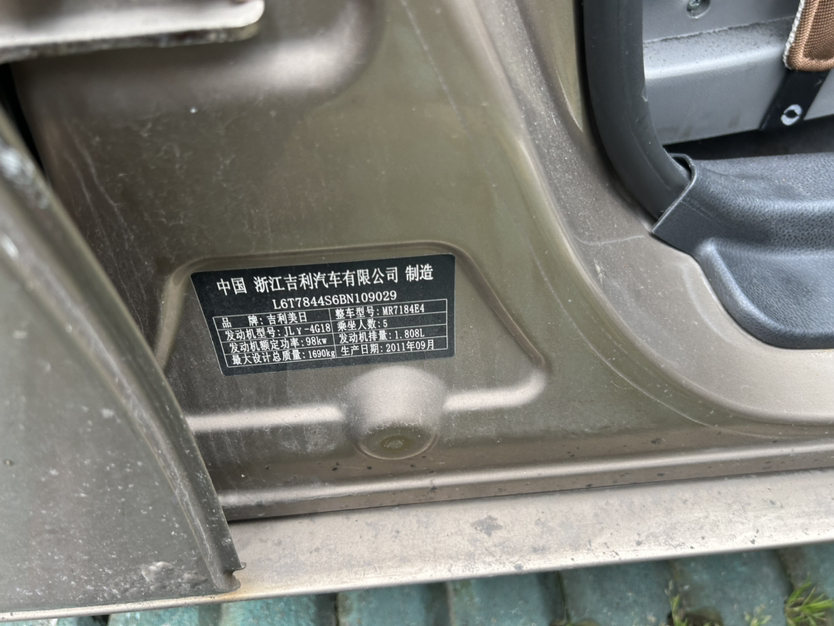 中国 浙江吉利汽车有限公司 制造
L6T7844S6BN109029
品 牌:吉利美日 整车型号:MR7184E4
发动机型号:JLγ-4G18 乘坐人数:5
发动机额定功率:98kw 发动机排量:1.808L
最大设计总质量:1690kg 生产日期:2011年09月